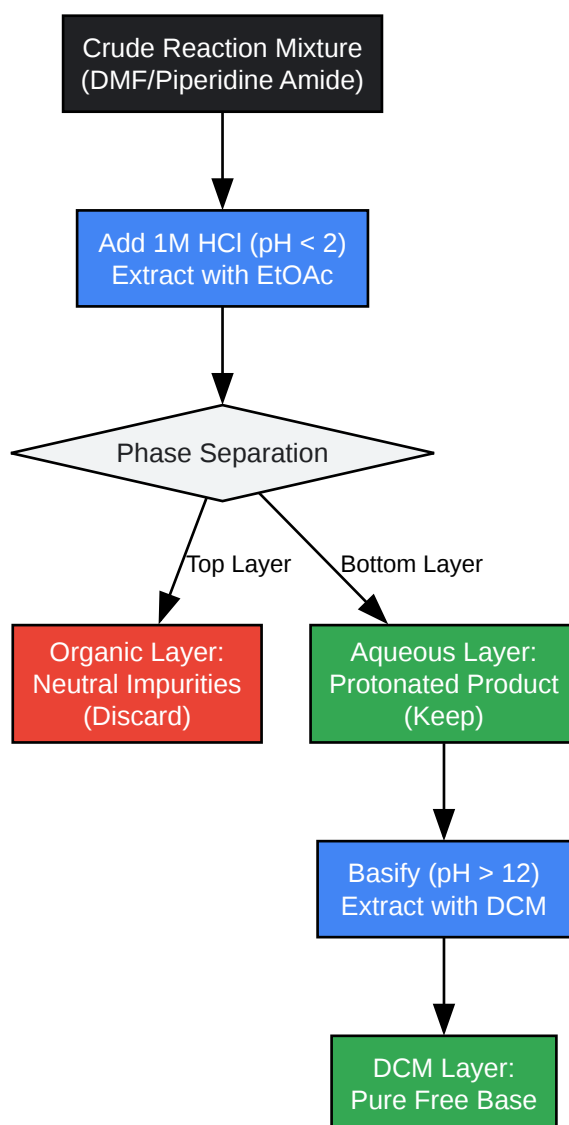 Crude Reaction Mixture
(DMF/Piperidine Amide)
Add 1M HCl (pH < 2)
Extract with EtOAc
Phase Separation
Top Layer
Bottom Layer
Organic Layer:
Neutral Impurities
(Discard)
Aqueous Layer:
Protonated Product
(Keep)
Basify (pH > 12)
Extract with DCM
DCM Layer:
Pure Free Base